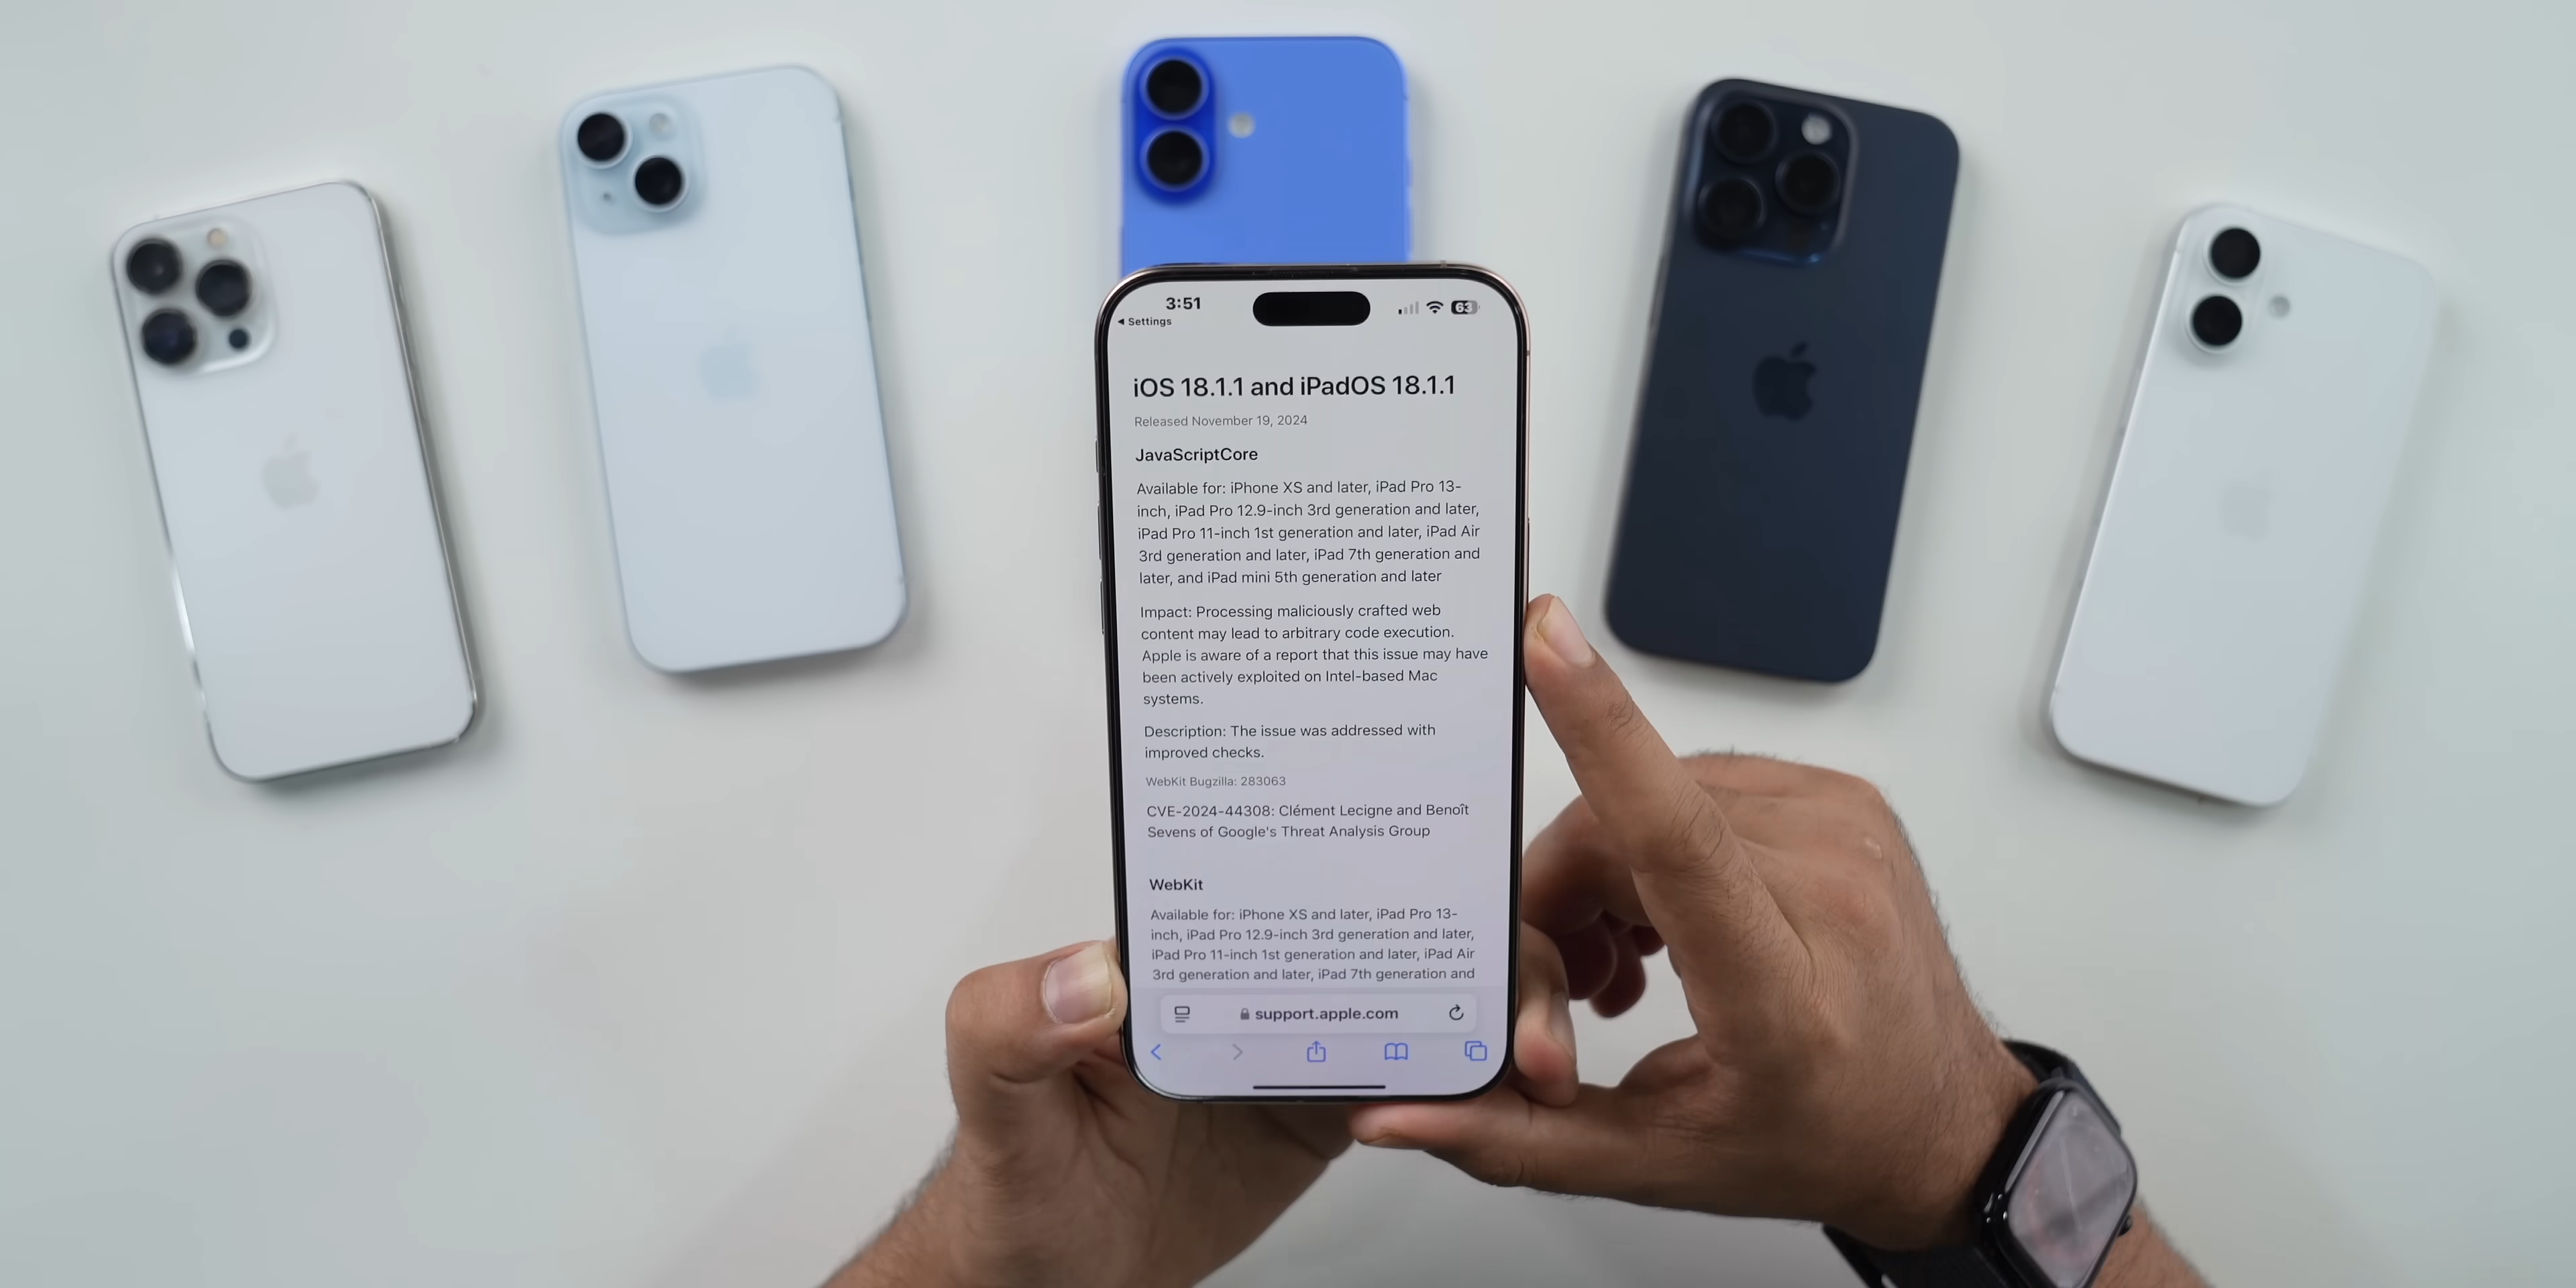 3:51
63
◀ Settings
iOS 18.1.1 and iPadOS 18.1.1
Released November 19, 2024
JavaScriptCore
Available for: iPhone XS and later, iPad Pro 13-
inch, iPad Pro 12.9-inch 3rd generation and later,
iPad Pro 11-inch 1st generation and later, iPad Air
3rd generation and later, iPad 7th generation and
later, and iPad mini 5th generation and later
Impact: Processing maliciously crafted web
content may lead to arbitrary code execution.
Apple is aware of a report that this issue may have
been actively exploited on Intel-based Mac
systems.
Description: The issue was addressed with
improved checks.
WebKit Bugzilla: 283063
CVE-2024-44308: Clément Lecigne and Benoît
Sevens of Google's Threat Analysis Group
WebKit
Available for: iPhone XS and later, iPad Pro 13-
inch, iPad Pro 12.9-inch 3rd generation and later,
iPad Pro 11-inch 1st generation and later, iPad Air
3rd generation and later, iPad 7th generation and
support.apple.com